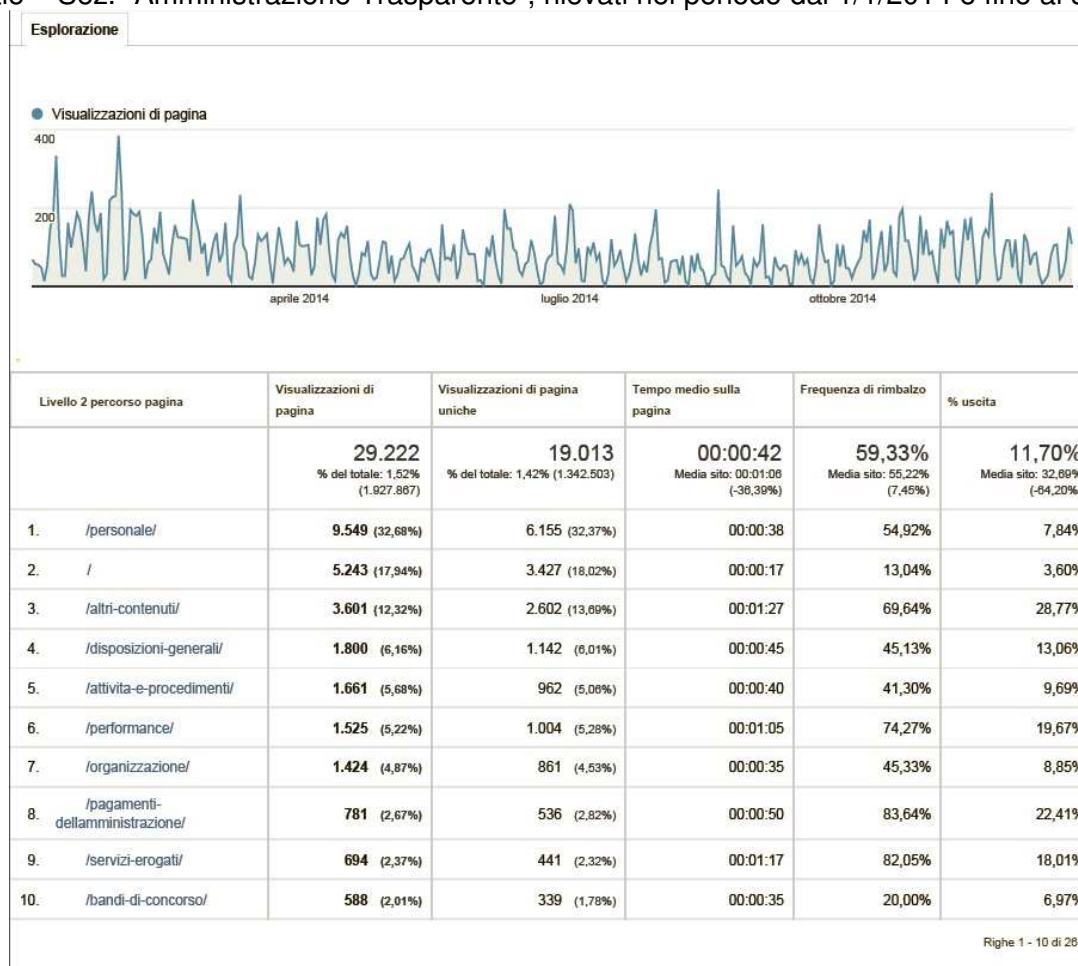 Sez. "Amministrazione Trasparente", rilevati nel periodo dal 1/1/2014 e fino al
Esplorazione
Visualizzazioni di pagina
400
200
aprile 2014 luglio 2014 ottobre 2014
Livello 2 percorso pagina Visualizzazioni di pagina Visualizzazioni di pagina uniche Tempo medio sulla pagina Frequenza di rimbalzo % uscita
29.222 19.013 00:00:42 59,33% 11,70%
% del totale: 1,52% (1.927.867) % del totale: 1,42% (1.342.503) Media sito: 00:01:06 (-36,39%) Media sito: 55,22% (7,45%) Media sito: 32,69% (-64,20%
1. /personale/ 9.549 (32,68%) 6.155 (32,37%) 00:00:38 54,92% 7,84%
2. / 5.243 (17,94%) 3.427 (18,02%) 00:00:17 13,04% 3,60%
3. /altri-contenuti/ 3.601 (12,32%) 2.602 (13,69%) 00:01:27 69,64% 28,77%
4. /disposizioni-generali/ 1.800 (6,16%) 1.142 (6,01%) 00:00:45 45,13% 13,06%
5. /attivita-e-procedimenti/ 1.661 (5,68%) 962 (5,06%) 00:00:40 41,30% 9,69%
6. /performance/ 1.525 (5,22%) 1.004 (5,28%) 00:01:05 74,27% 19,67%
7. /organizzazione/ 1.424 (4,87%) 861 (4,53%) 00:00:35 45,33% 8,85%
8. /pagamenti-dellamministrazione/ 781 (2,67%) 536 (2,82%) 00:00:50 83,64% 22,41%
9. /servizi-erogati/ 694 (2,37%) 441 (2,32%) 00:01:17 82,05% 18,01%
10. /bandi-di-concorso/ 588 (2,01%) 339 (1,78%) 00:00:35 20,00% 6,97%
Righe 1 - 10 di 26